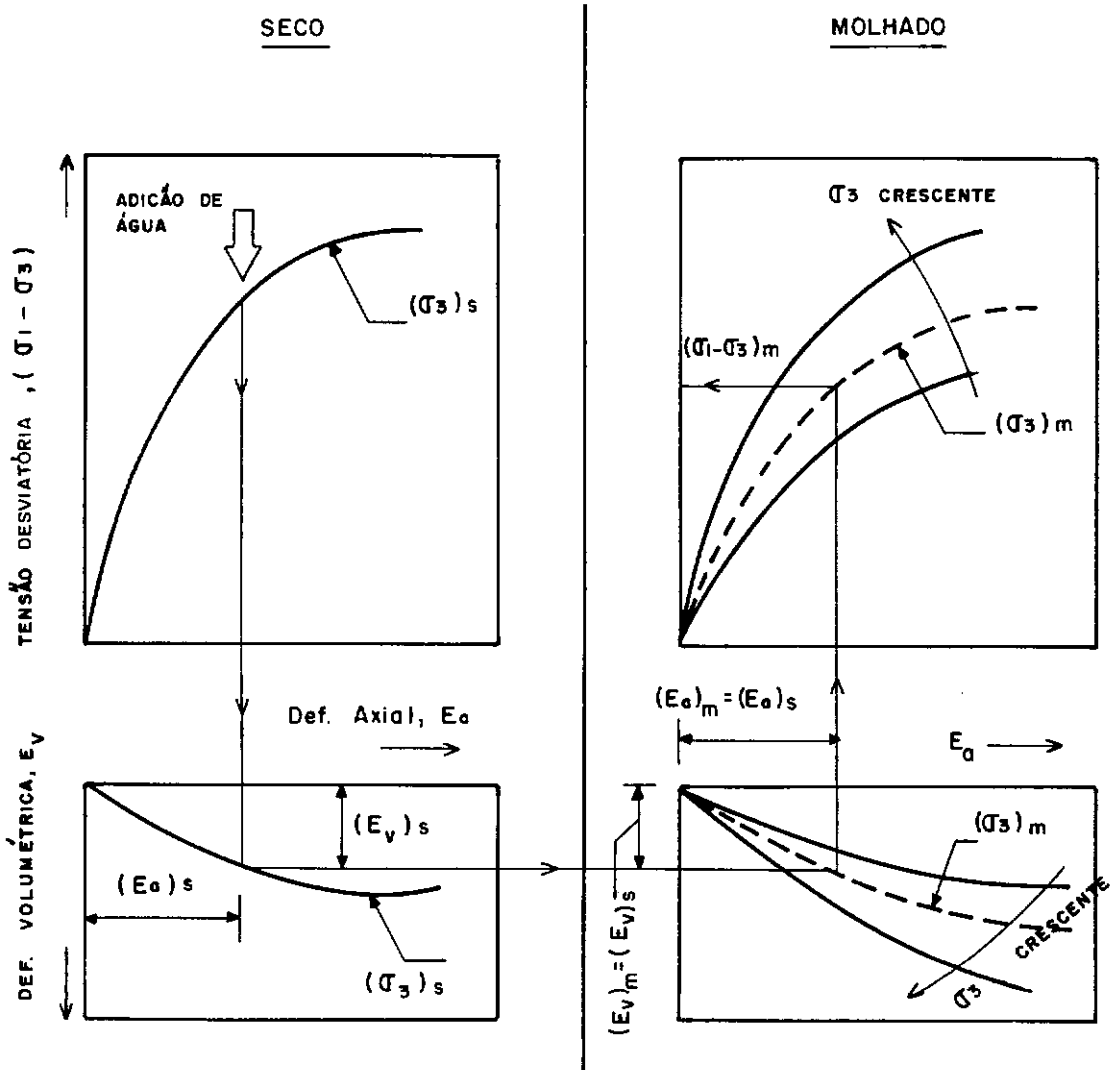 SECO
MOLHADO
TENSÃO DESVIATÓRIA , (σ1 - σ3)
ADIÇÃO DE
ÁGUA
(σ3)s
σ3 CRESCENTE
(σ1-σ3)m
(σ3)m
Def. Axial, Ea
(Ea)m = (Ea)s
Ea
DEF. VOLUMÉTRICA, Ev
(Ev)s
(Ea)s
(σ3)s
(Ev)m = (Ev)s
(σ3)m
σ3 CRESCENTE